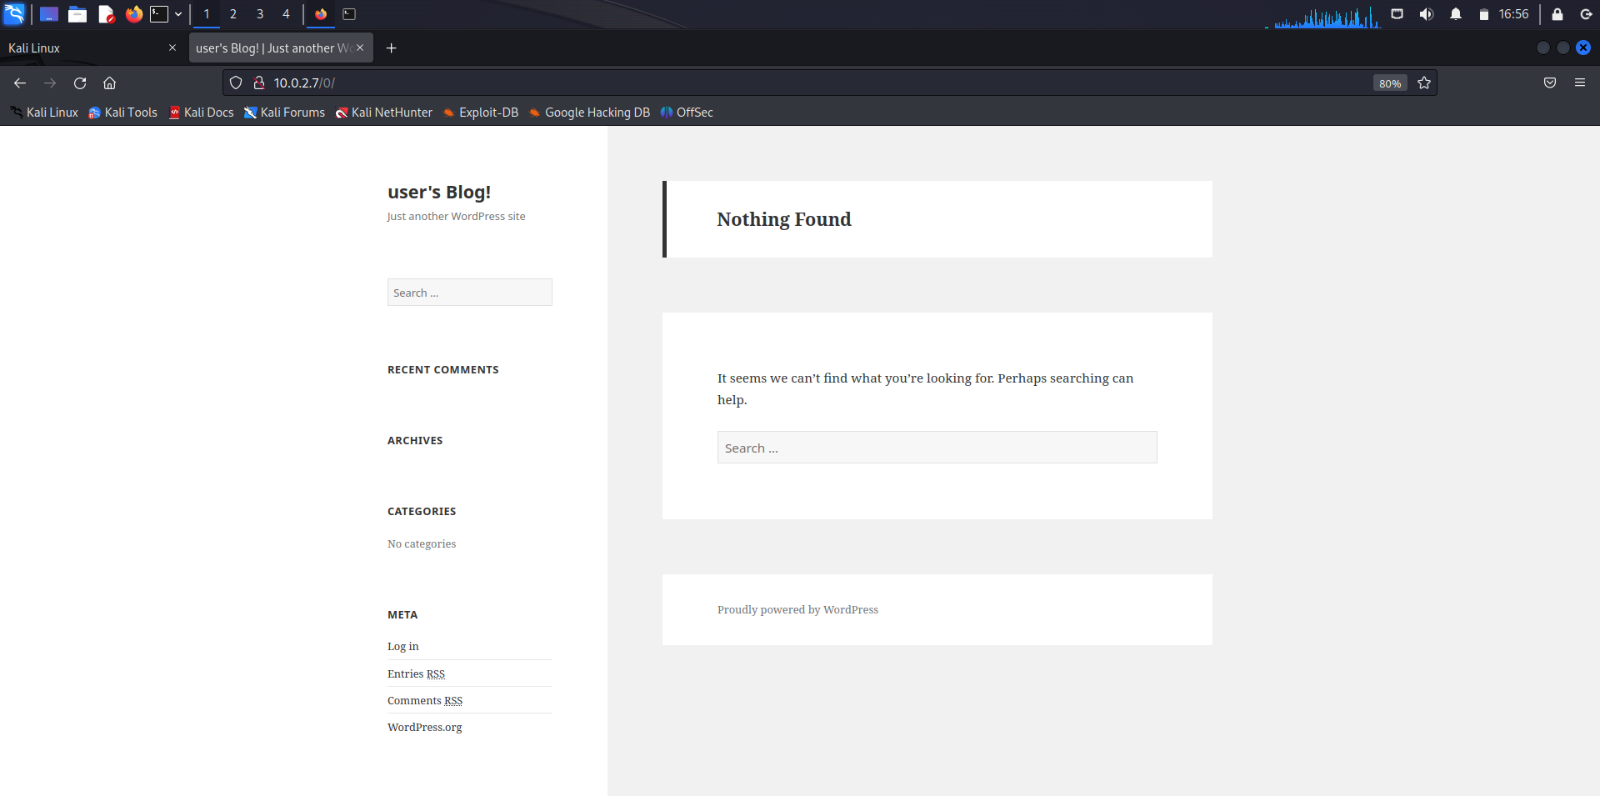 1 2 3 4
16:56
Kali Linux
user's Blog! | Just another Wo
10.0.2.7/0/
80%
Kali Linux Kali Tools Kali Docs Kali Forums Kali NetHunter Exploit-DB Google Hacking DB OffSec
user's Blog!
Just another WordPress site
Search …
RECENT COMMENTS
ARCHIVES
CATEGORIES
No categories
META
Log in
Entries RSS
Comments RSS
WordPress.org
Nothing Found
It seems we can’t find what you’re looking for. Perhaps searching can
help.
Search …
Proudly powered by WordPress